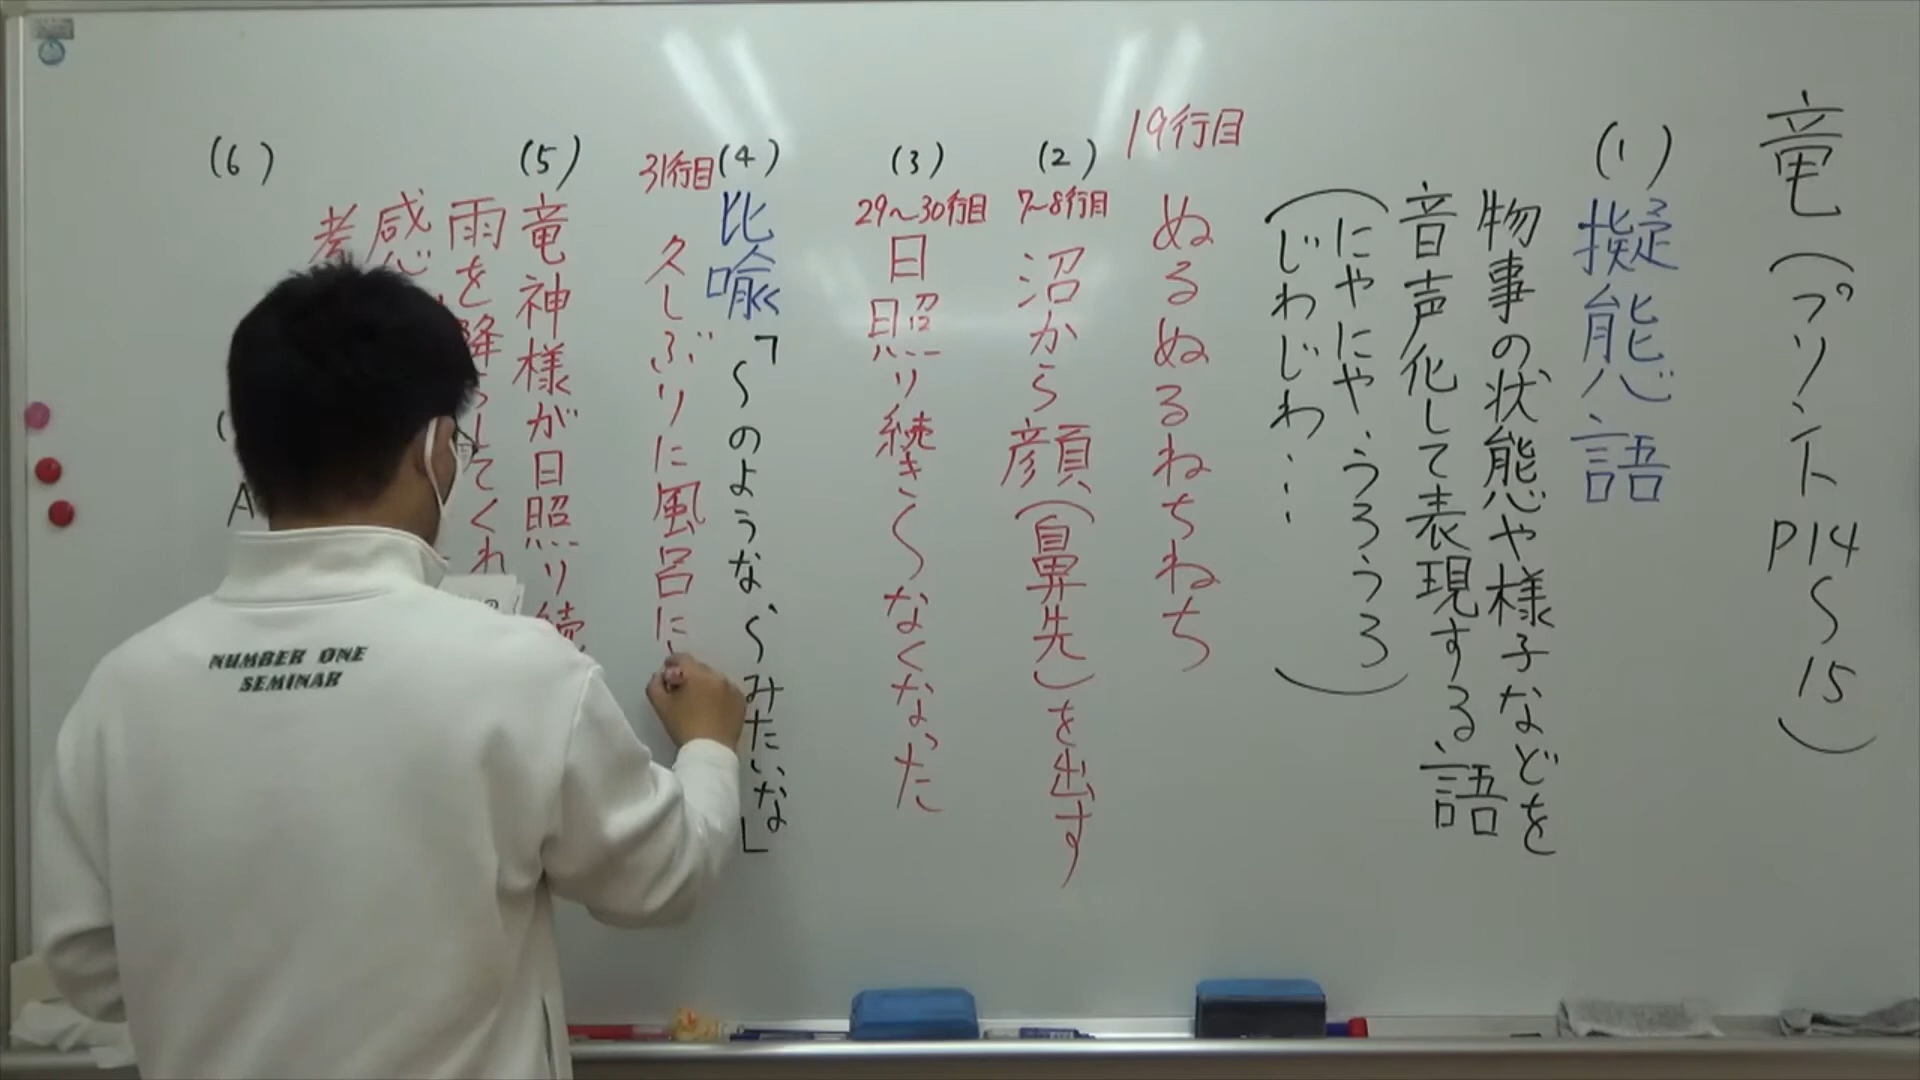 竜（プリントP14〜15）
(1)
擬態語
物事の状態や様子などを
音声化して表現する語
（にやにや、うろうろ
じわじわ・・・）
19行目
ぬるぬるねちねち
(2)
7〜8行目
沼から顔（鼻先）を出す
(3)
29〜30行目
日照り続きでなくなった
(4)
比喩
「〜のような、〜みたいな」
31行目
久しぶりに風呂に
(5)
竜神様が日照り続
雨を降らしてくれ
感
考
(6)
A
NUMBER ONE
SEMINAR